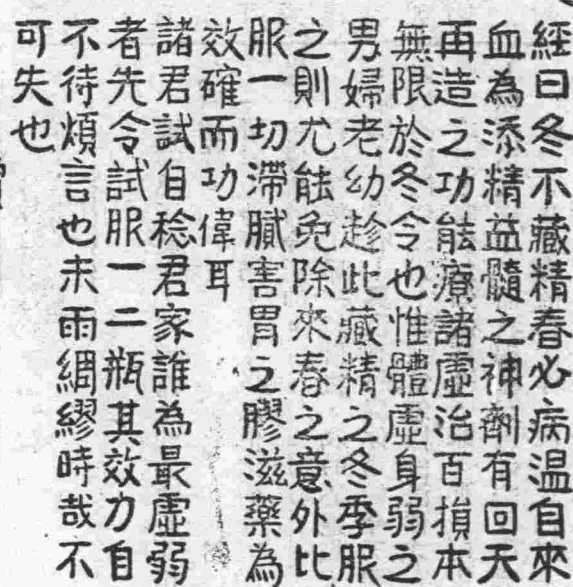 經曰冬不藏精春必病温自來
血為添精益髓之神劑有回天
再造之功能療諸虛治百損本
無限於冬令也惟體虛身弱之
男婦老幼趁此藏精之冬季服
之則尤能免除來春之意外比
服一切滯膩害胃之膠滋藥為
效確而功偉耳
諸君試自稔君家誰為最虛弱
者先令試服一二瓶其效力自
不待煩言也未雨綢繆時哉不
可失也